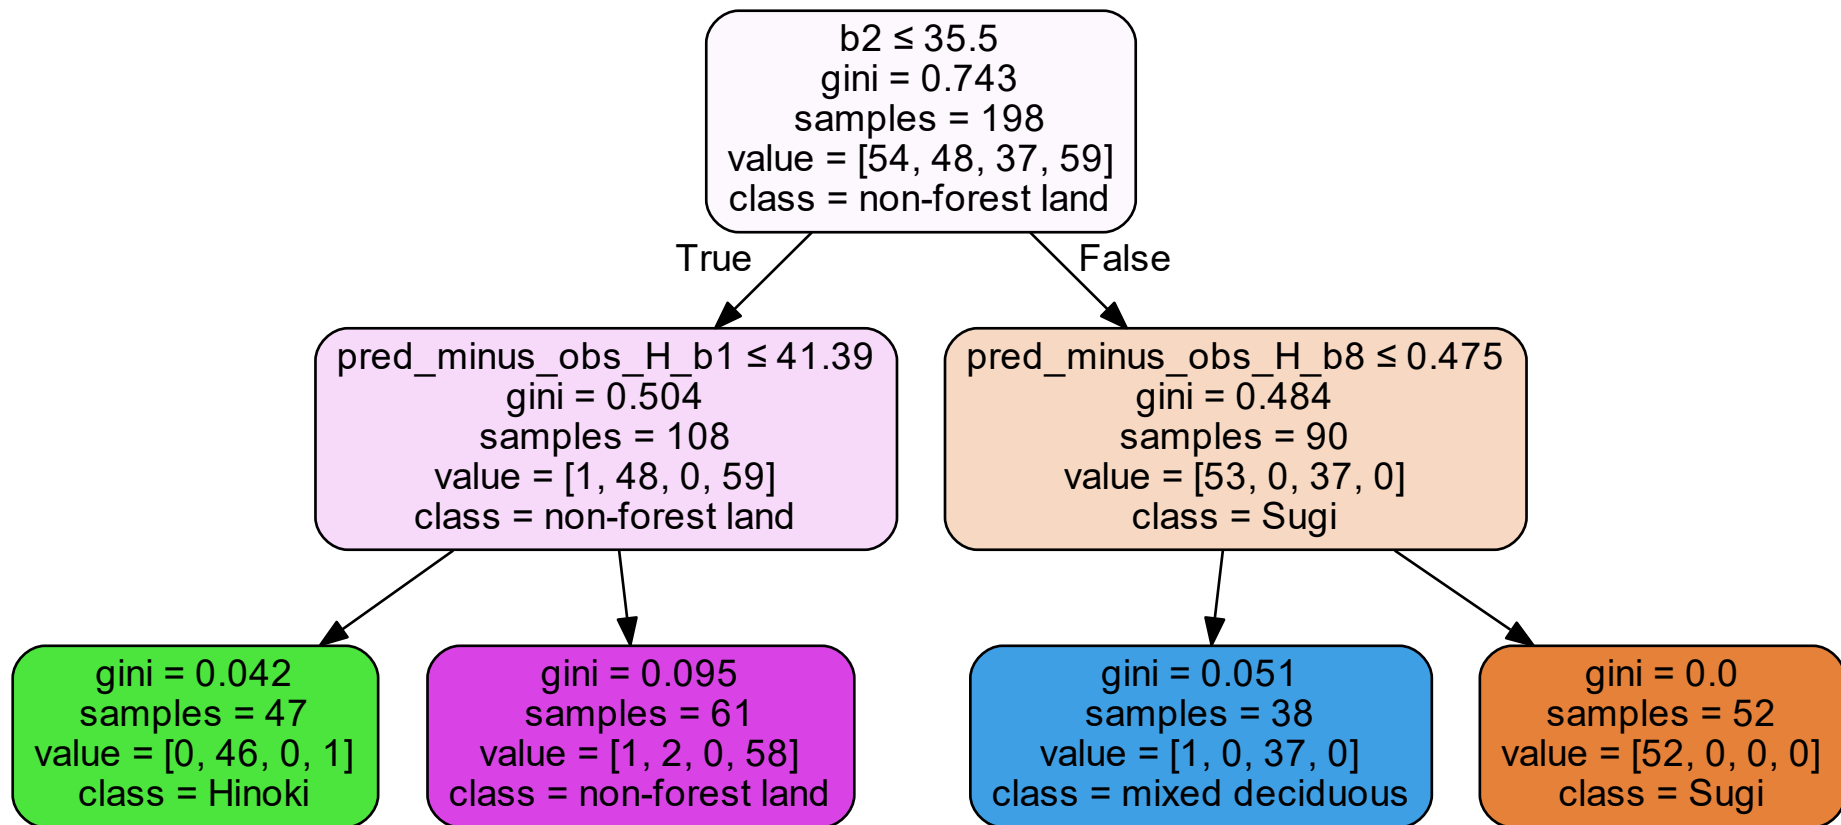 b2 ≤ 35.5
gini = 0.743
samples = 198
value = [54, 48, 37, 59]
class = non-forest land
True
False
pred_minus_obs_H_b1 ≤ 41.39
gini = 0.504
samples = 108
value = [1, 48, 0, 59]
class = non-forest land
pred_minus_obs_H_b8 ≤ 0.475
gini = 0.484
samples = 90
value = [53, 0, 37, 0]
class = Sugi
gini = 0.042
samples = 47
value = [0, 46, 0, 1]
class = Hinoki
gini = 0.095
samples = 61
value = [1, 2, 0, 58]
class = non-forest land
gini = 0.051
samples = 38
value = [1, 0, 37, 0]
class = mixed deciduous
gini = 0.0
samples = 52
value = [52, 0, 0, 0]
class = Sugi